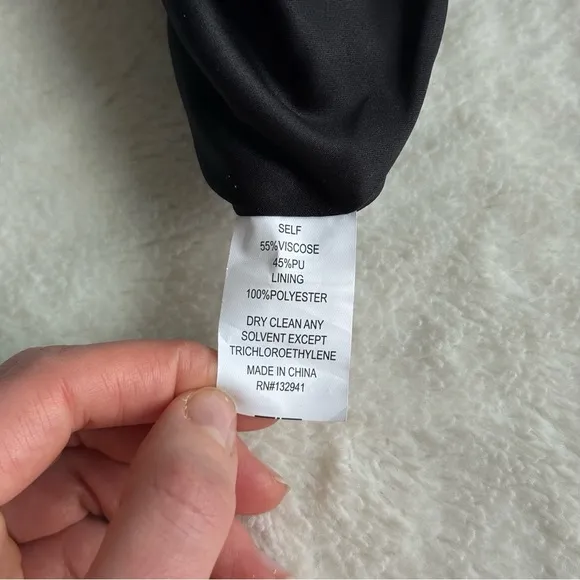 SELF
55%VISCOSE
45%PU
LINING
100%POLYESTER
DRY CLEAN ANY
SOLVENT EXCEPT
TRICHLOROETHYLENE
MADE IN CHINA
RN#132941